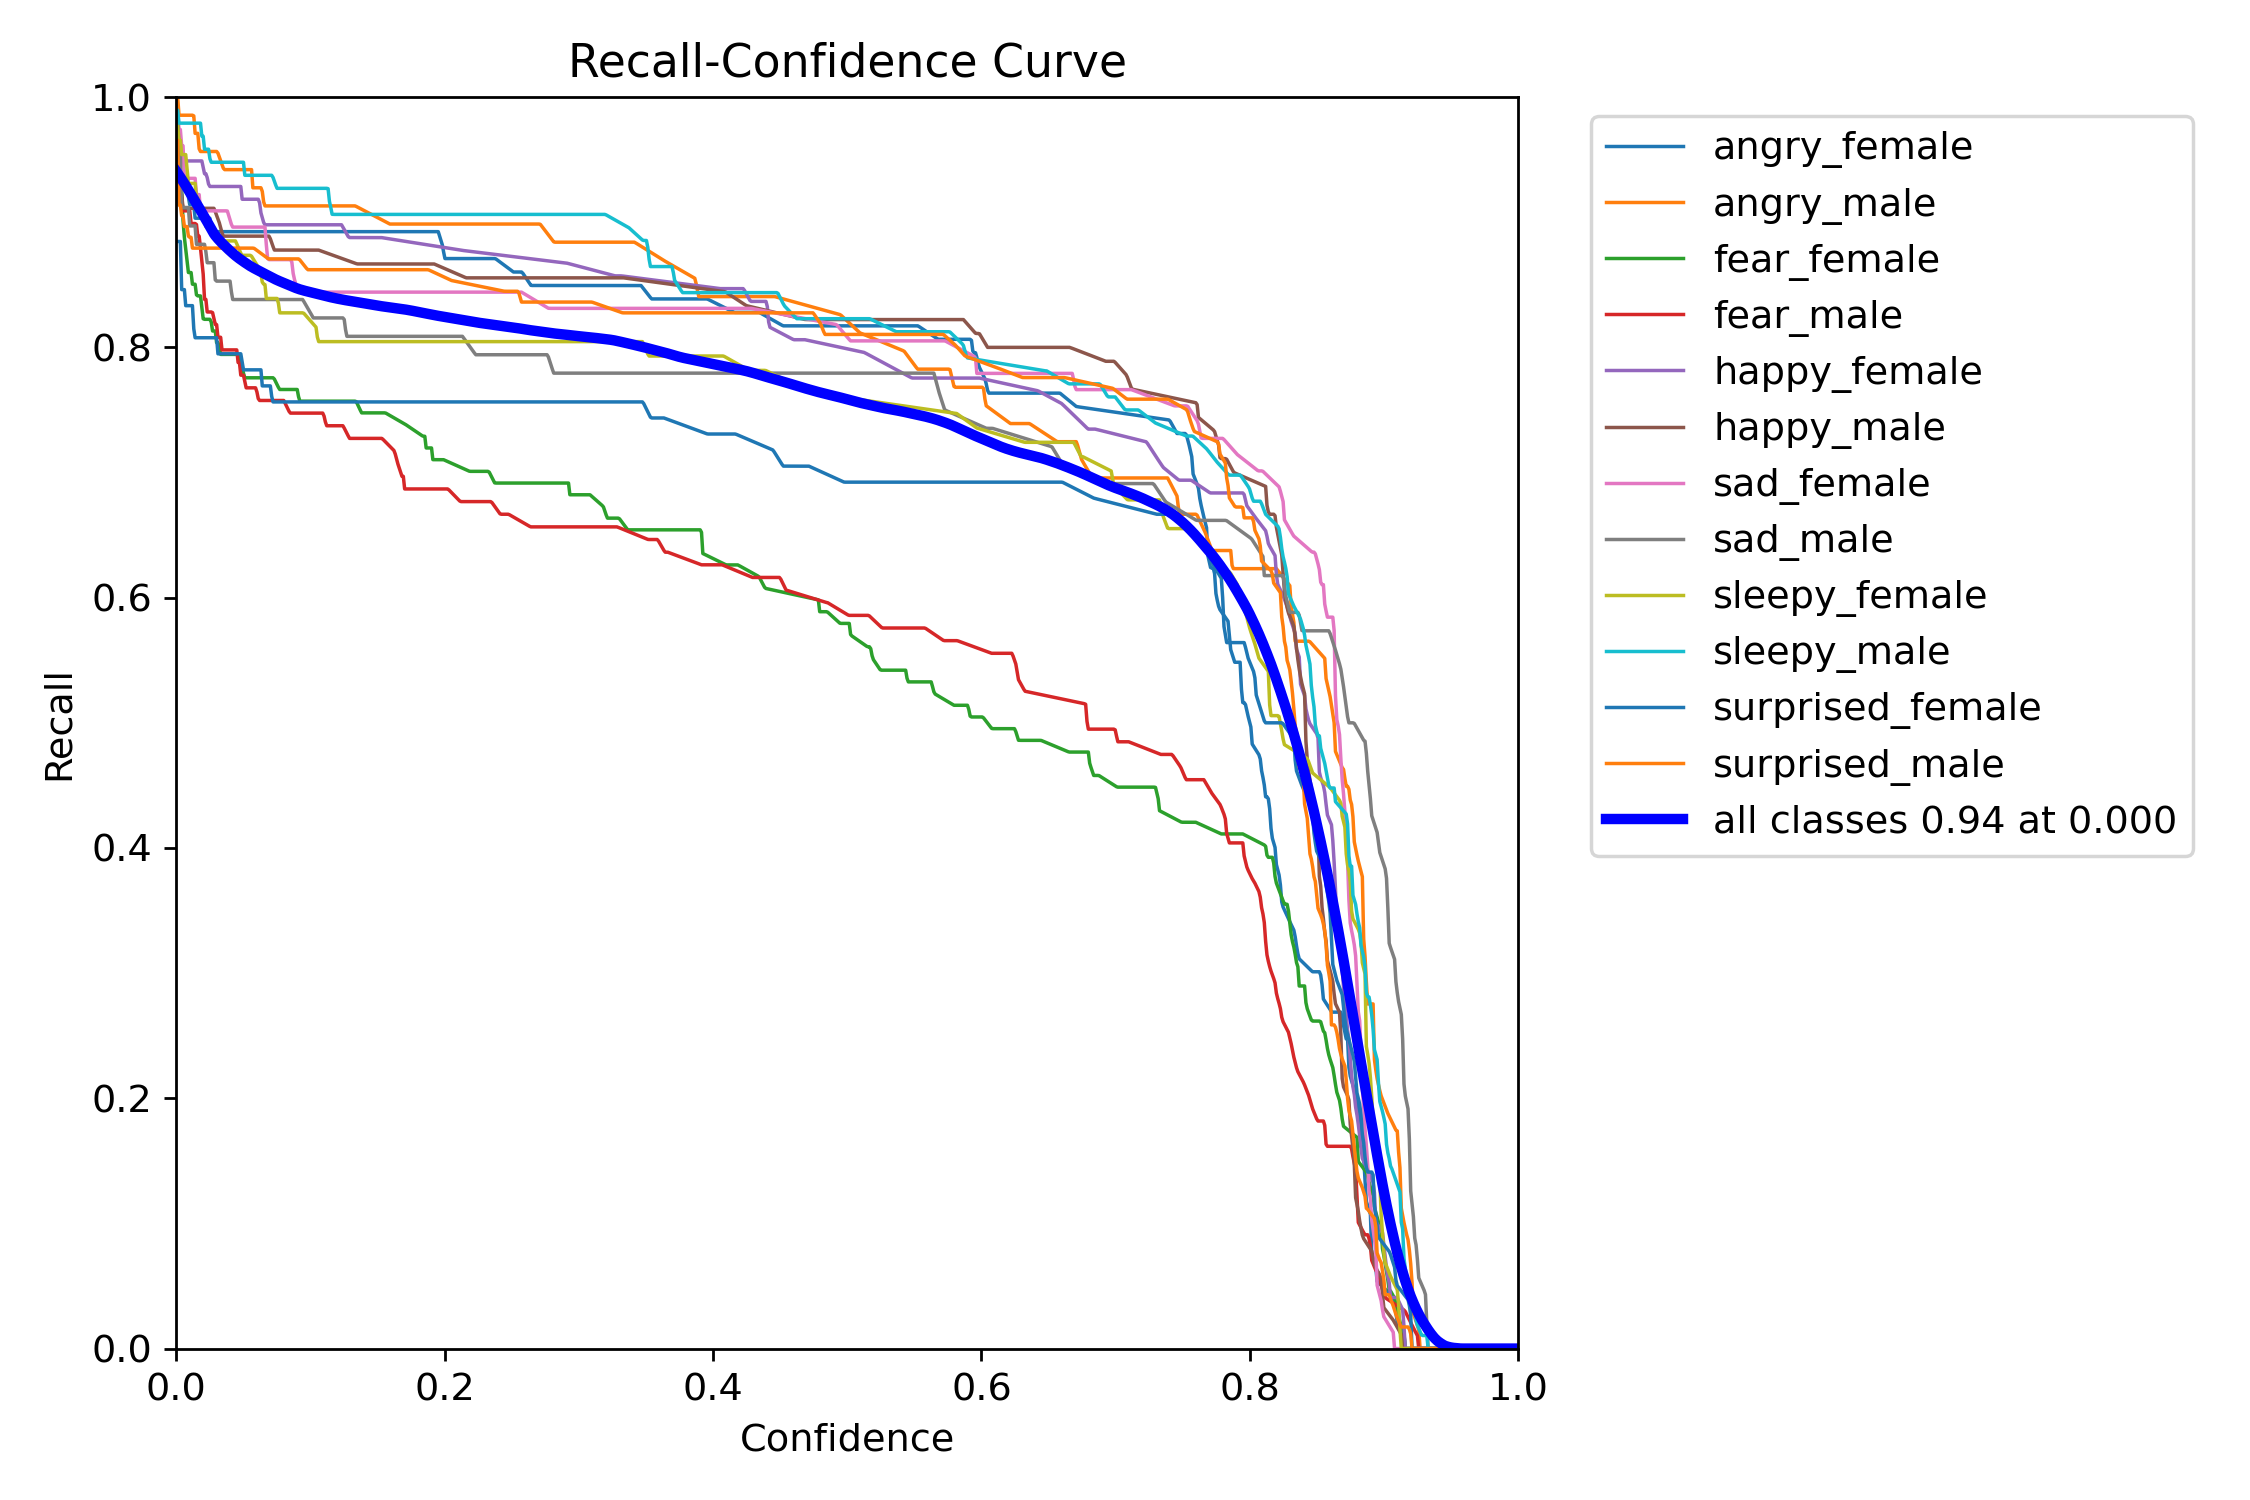 Recall-Confidence Curve
1.0
0.8
0.6
0.4
0.2
0.0
Recall
0.0 0.2 0.4 0.6 0.8 1.0
Confidence
angry_female
angry_male
fear_female
fear_male
happy_female
happy_male
sad_female
sad_male
sleepy_female
sleepy_male
surprised_female
surprised_male
all classes 0.94 at 0.000